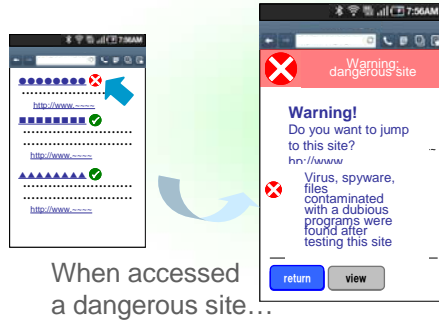 7:56AM
●●●●●●●●
http://www.~~~~
■■■■■■■■
http://www.~~~~
▲▲▲▲▲▲▲▲
http://www.~~~~
When accessed
a dangerous site…
7:56AM
Warning:
dangerous site
Warning!
Do you want to jump
to this site?
hp://www.
Virus, spyware,
files
contaminated
with a dubious
programs were
found after
testing this site
return
view